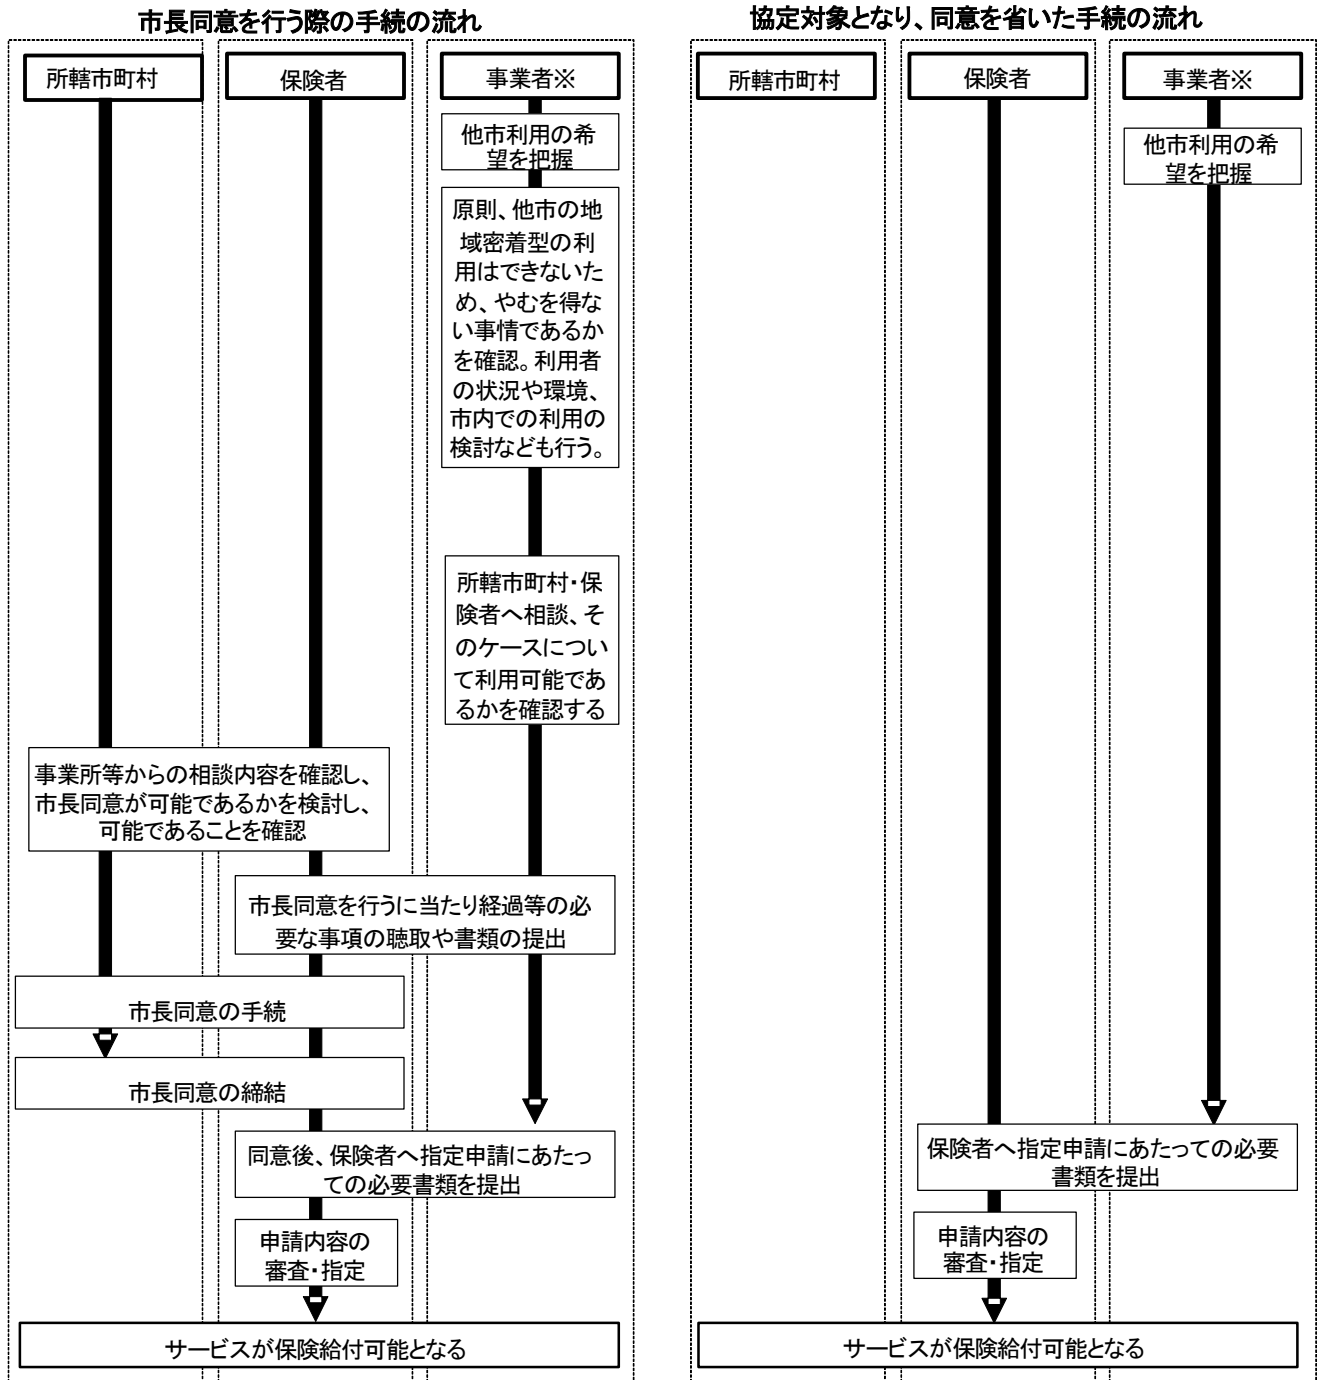 市長同意を行う際の手続の流れ
所轄市町村
保険者
事業者※
他市利用の希
望を把握
原則、他市の地
域密着型の利
用はできないた
め、やむを得な
い事情であるか
を確認。利用者
の状況や環境、
市内での利用の
検討なども行う。
所轄市町村・保
険者へ相談、そ
のケースについ
て利用可能であ
るかを確認する
事業所等からの相談内容を確認し、
市長同意が可能であるかを検討し、
可能であることを確認
市長同意を行うに当たり経過等の必
要な事項の聴取や書類の提出
市長同意の手続
市長同意の締結
同意後、保険者へ指定申請にあたっ
ての必要書類を提出
申請内容の
審査・指定
サービスが保険給付可能となる
協定対象となり、同意を省いた手続の流れ
所轄市町村
保険者
事業者※
他市利用の希
望を把握
保険者へ指定申請にあたっての必要
書類を提出
申請内容の
審査・指定
サービスが保険給付可能となる